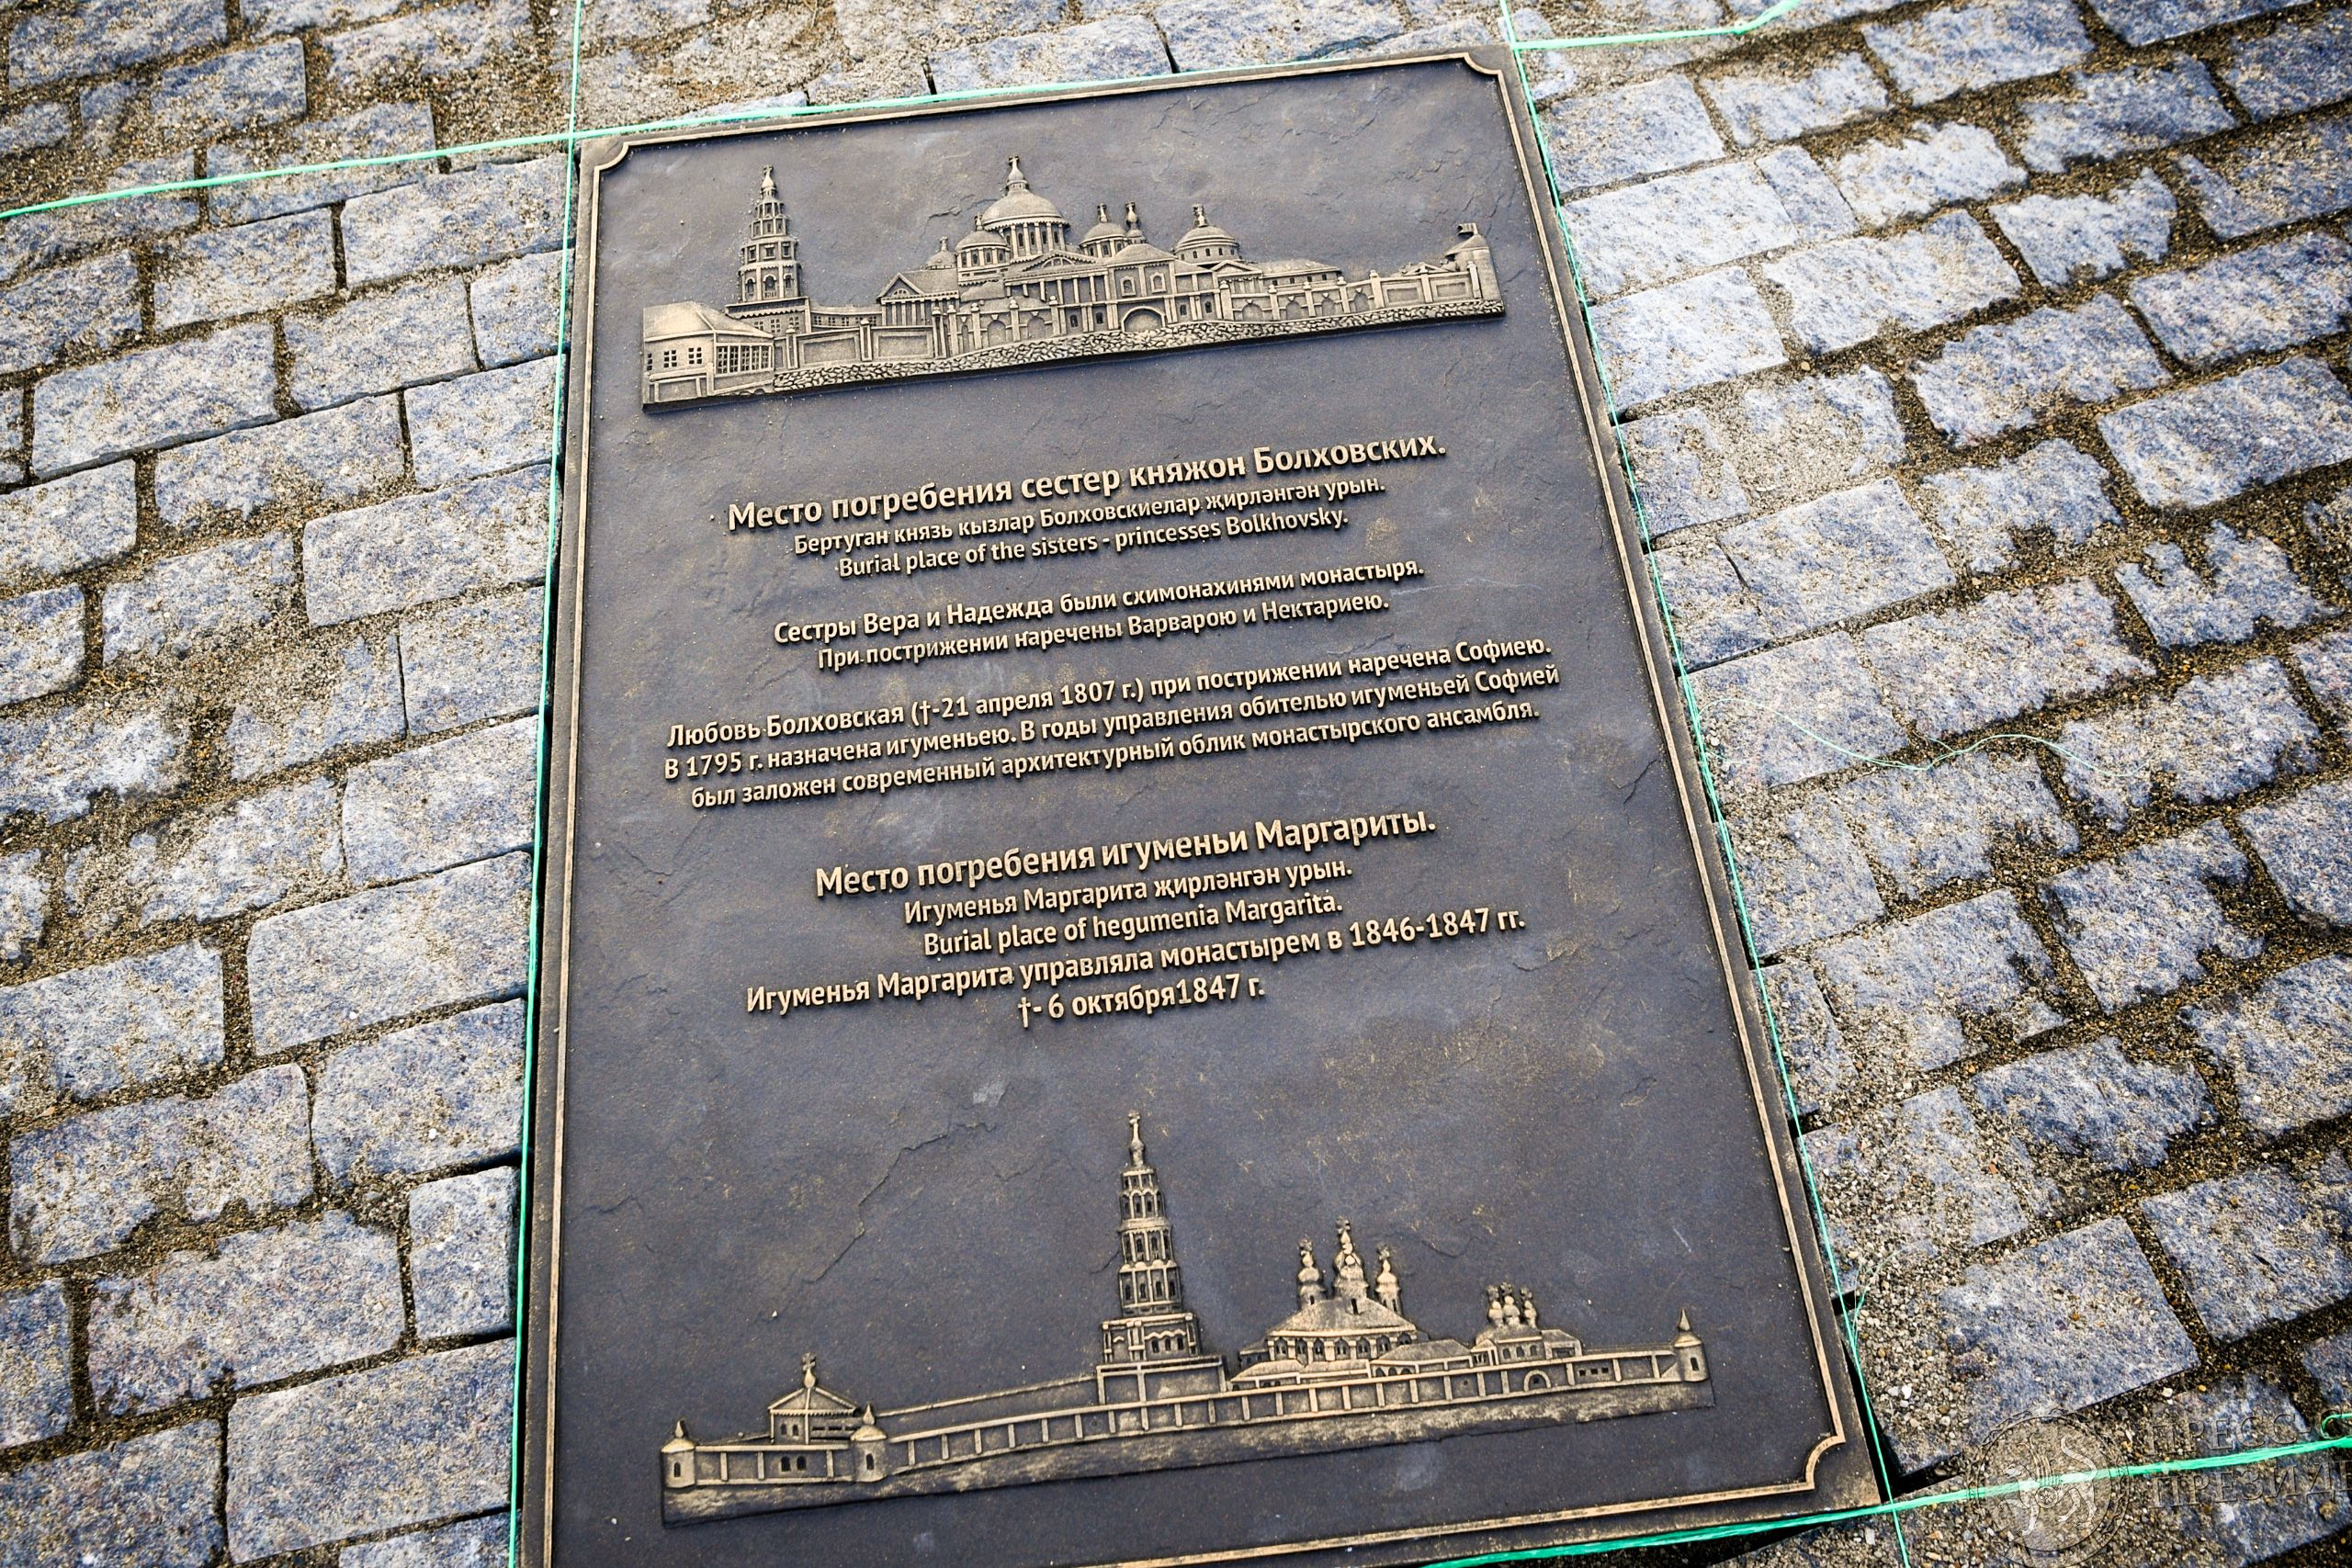 Место погребения сестер княжон Болховских.
Бертуган князь кызлар Болховскиелар җирләнгән урын.
Burial place of the sisters - princesses Bolkhovsky.
Сестры Вера и Надежда были схимонахинями монастыря.
При пострижении наречены Варварою и Нектариею.
Любовь Болховская (†-21 апреля 1807 г.) при пострижении наречена Софиею.
В 1795 г. назначена игуменьею. В годы управления обителью игуменьей Софией
был заложен современный архитектурный облик монастырского ансамбля.
Место погребения игуменьи Маргариты.
Игуменья Маргарита җирләнгән урын.
Burial place of hegumenia Margarita.
Игуменья Маргарита управляла монастырем в 1846-1847 гг.
†- 6 октября1847 г.